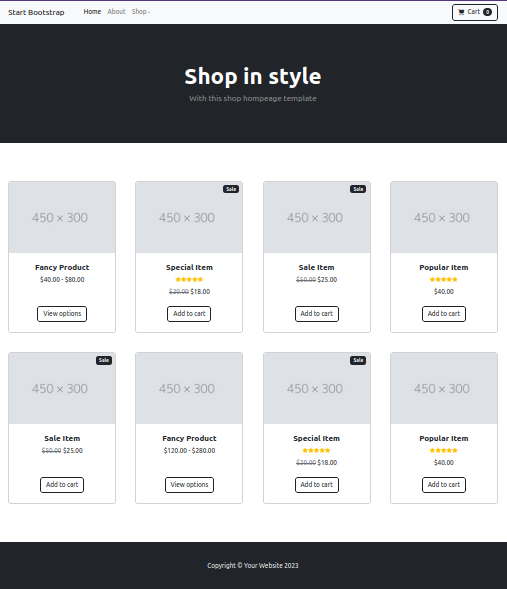 Start Bootstrap Home About Shop Cart 0
Shop in style
With this shop hompeage template
450 × 300
Fancy Product
$40.00 - $80.00
View options
Sale
450 × 300
Special Item
$20.00 $18.00
Add to cart
Sale
450 × 300
Sale Item
$50.00 $25.00
Add to cart
450 × 300
Popular Item
$40.00
Add to cart
Sale
450 × 300
Sale Item
$50.00 $25.00
Add to cart
450 × 300
Fancy Product
$120.00 - $280.00
View options
Sale
450 × 300
Special Item
$20.00 $18.00
Add to cart
450 × 300
Popular Item
$40.00
Add to cart
Copyright © Your Website 2023